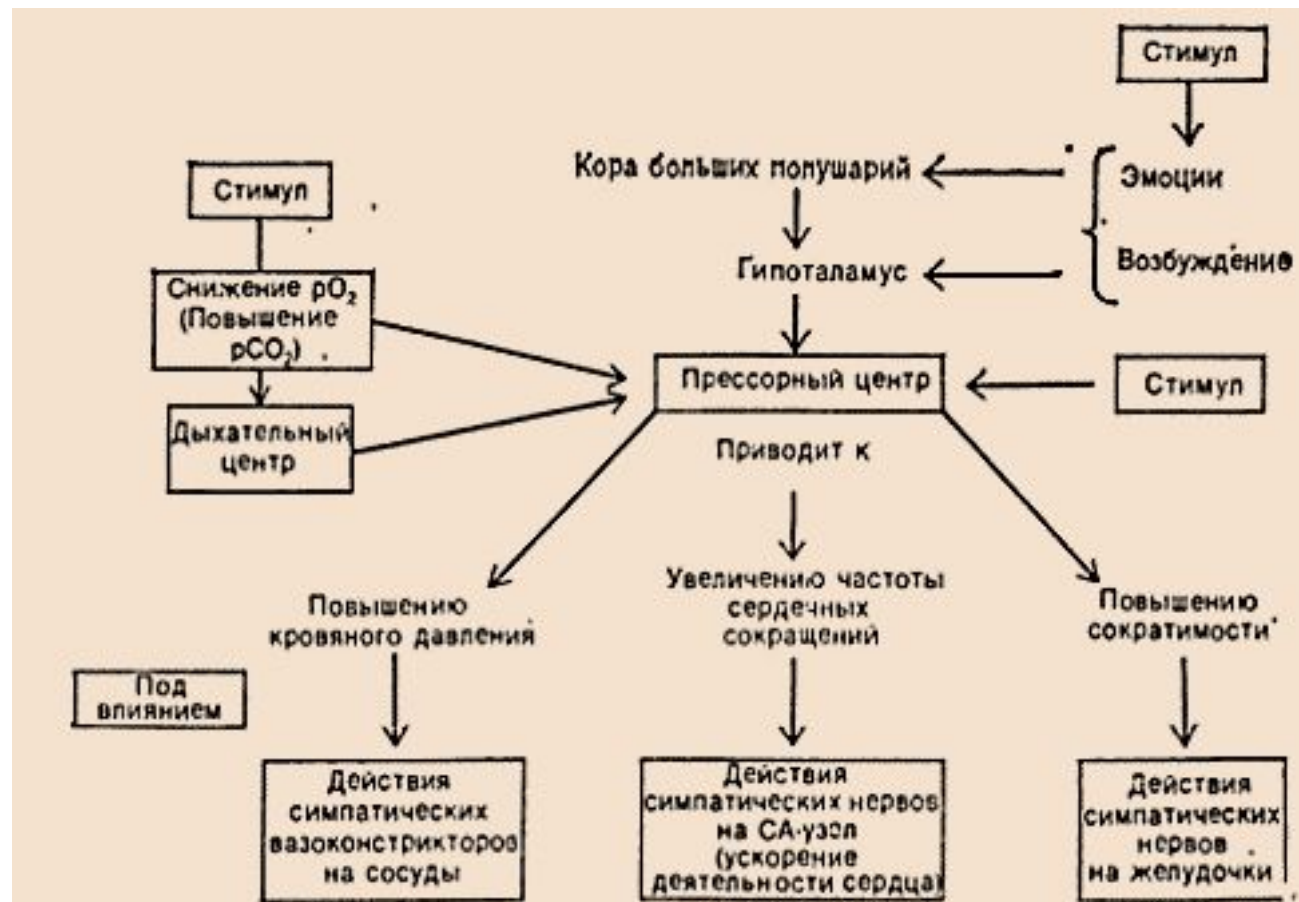 Стимул
Кора больших полушарий
Эмоции
Стимул
Возбуждение
Гипоталамус
Снижение pO₂
(Повышение
pCO₂)
Прессорный центр
Стимул
Дыхательный
центр
Приводит к
Повышению
кровяного давления
Увеличению частоты
сердечных
сокращений
Повышению
сократимости
Под
влиянием
Действия
симпатических
вазоконстрикторов
на сосуды
Действия
симпатических нервов
на СА-узел
(ускорение
деятельности сердца)
Действия
симпатических
нервов
на желудочки